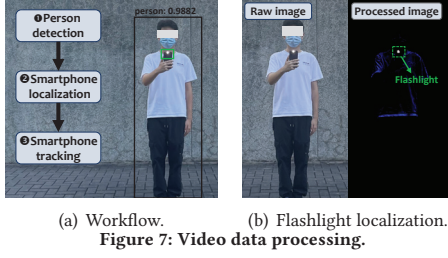 ❶Person
detection
❷Smartphone
localization
❸Smartphone
tracking
person: 0.9882
Raw image
Processed image
Flashlight
(a) Workflow.
(b) Flashlight localization.
Figure 7: Video data processing.